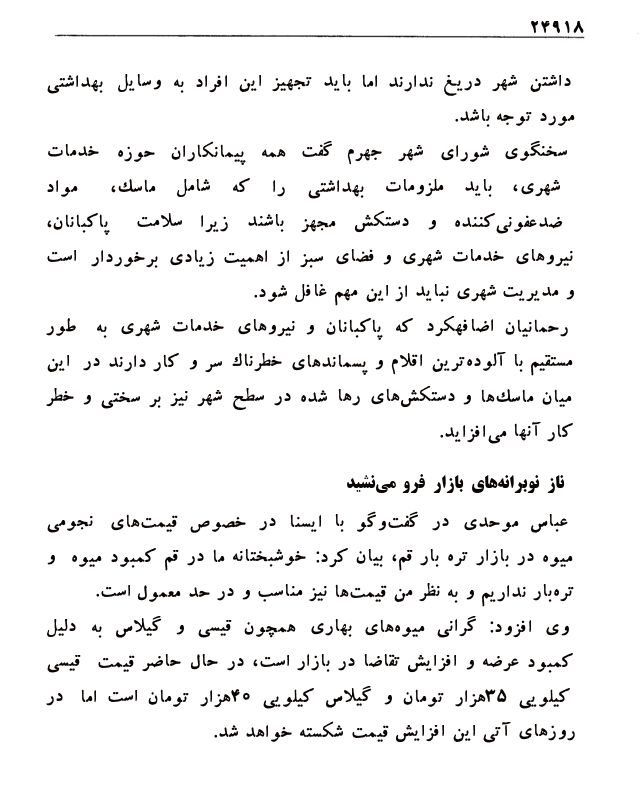 ۲۴۹۱۸
داشتن شهر دریغ ندارند اما باید تجهیز این افراد به وسایل بهداشتی
مورد توجه باشد.
سخنگوی شورای شهر جهرم گفت همه پیمانکاران حوزه خدمات
شهری، باید ملزومات بهداشتی را که شامل ماسك، مواد
ضدعفونی‌کننده و دستکش مجهز باشند زیرا سلامت پاکبانان،
نیروهای خدمات شهری و فضای سبز از اهمیت زیادی برخوردار است
و مدیریت شهری نباید از این مهم غافل شود.
رحمانیان اضافهکرد که پاکبانان و نیروهای خدمات شهری به طور
مستقیم با آلوده‌ترین اقلام و پسماندهای خطرناك سر و کار دارند در این
میان ماسك‌ها و دستکش‌های رها شده در سطح شهر نیز بر سختی و خطر
کار آنها می‌افزاید.
ناز نوبرانه‌های بازار فرو می‌نشید
عباس موحدی در گفت‌وگو با ایسنا در خصوص قیمت‌های نجومی
میوه در بازار تره بار قم، بیان کرد: خوشبختانه ما در قم کمبود میوه و
تره‌بار نداریم و به نظر من قیمت‌ها نیز مناسب و در حد معمول است.
وی افزود: گرانی میوه‌های بهاری همچون قیسی و گیلاس به دلیل
کمبود عرضه و افزایش تقاضا در بازار است، در حال حاضر قیمت قیسی
کیلویی ۳۵هزار تومان و گیلاس کیلویی ۴۰هزار تومان است اما در
روزهای آتی این افزایش قیمت شکسته خواهد شد.